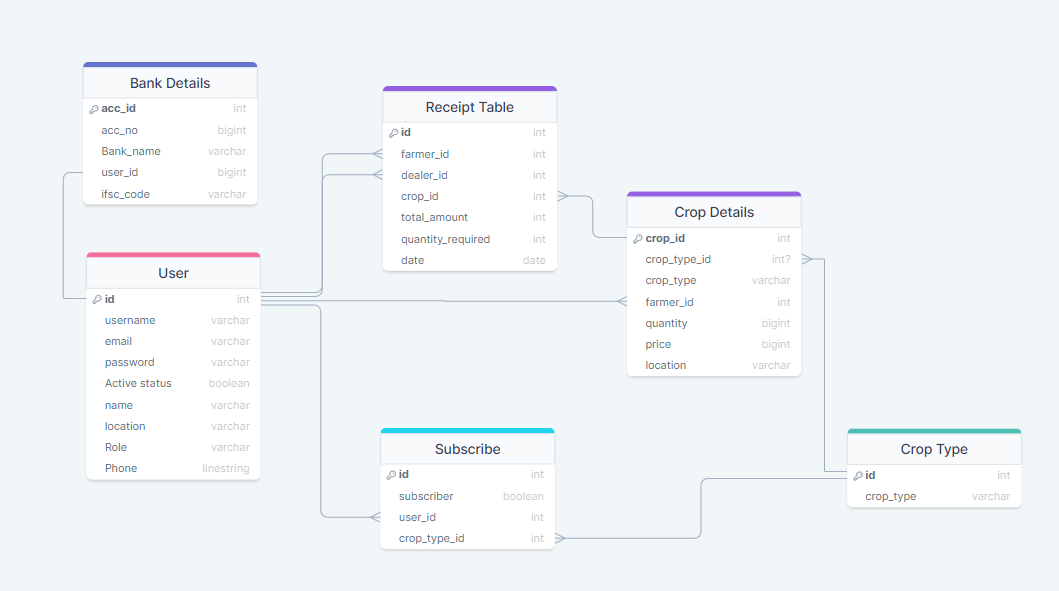 Bank Details
acc_id int
acc_no bigint
Bank_name varchar
user_id bigint
ifsc_code varchar
User
id int
username varchar
email varchar
password varchar
Active status boolean
name varchar
location varchar
Role varchar
Phone linestring
Receipt Table
id int
farmer_id int
dealer_id int
crop_id int
total_amount int
quantity_required int
date date
Subscribe
id int
subscriber boolean
user_id int
crop_type_id int
Crop Details
crop_id int
crop_type_id int?
crop_type varchar
farmer_id int
quantity bigint
price bigint
location varchar
Crop Type
id int
crop_type varchar